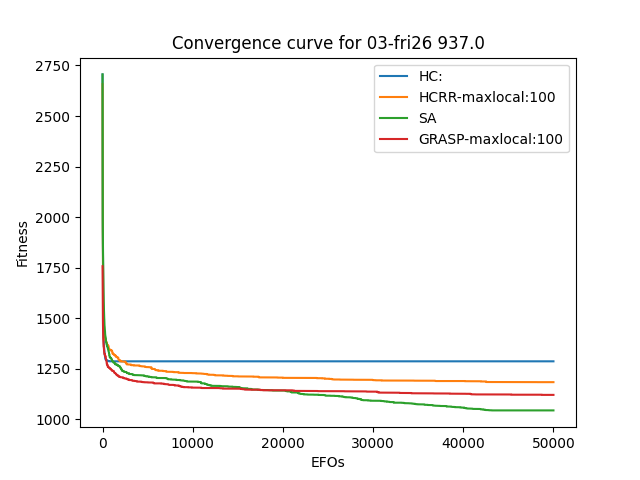 Convergence curve for 03-fri26 937.0
HC:
HCRR-maxlocal:100
SA
GRASP-maxlocal:100
Fitness
2750
2500
2250
2000
1750
1500
1250
1000
0 10000 20000 30000 40000 50000
EFOs